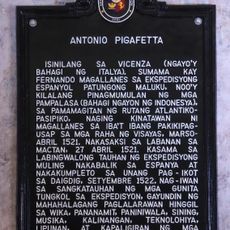 ANTONIO PIGAFETTA
ISINILANG SA VICENZA (NGAYO'Y
BAHAGI NG ITALYA). SUMAMA KAY
FERNANDO MAGALLANES SA EKSPEDISYONG
ESPANYOL PATUNGONG MALUKU, NOO'Y
KILALANG PINAGMUMULAN NG MGA
PAMPALASA (BAHAGI NGAYON NG INDONESIA),
SA PAMAMAGITAN NG RUTANG ATLANTIKO-
PASIPIKO. NAGING KINATAWAN NI
MAGALLANES SA IBA'T IBANG PAKIKIPAG-
USAP SA MGA RAHA NG VISAYAS, MARSO-
ABRIL 1521. NAKASAKSI SA LABANAN SA
MACTAN, 27 ABRIL 1521. KASAMA SA
LABINGWALONG TAUHAN NG EKSPEDISYONG
MULING NAKABALIK SA ESPANYA AT
NAKAKUMPLETO SA UNANG PAG-IKOT
SA DAIGDIG, SETYEMBRE 1522. NAG-IWAN
SA SANGKATAUHAN NG MGA GUNITA
TUNGKOL SA EKSPEDISYON, GAYUNDIN NG
MAHAHALAGANG PAGLALARAWAN HINGGIL
SA WIKA, PANANAMIT, PANINIWALA, SINING,
MUSIKA, KALINANGAN, TEKNOLOHIYA,
LIPUNAN, AT KAPALIGIRAN NG MGA